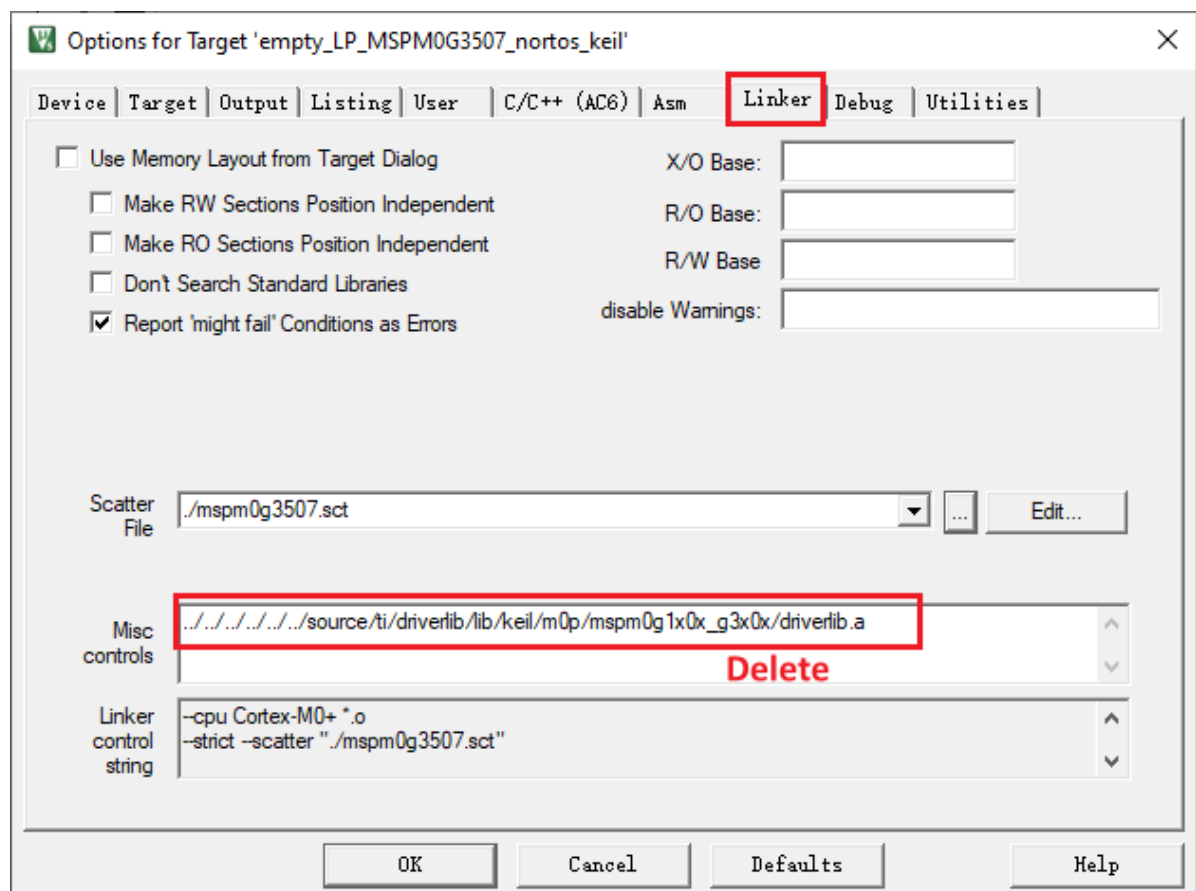 Options for Target 'empty_LP_MSPM0G3507_nortos_keil'
Device Target Output Listing User C/C++ (AC6) Asm Linker Debug Utilities
Use Memory Layout from Target Dialog
Make RW Sections Position Independent
Make RO Sections Position Independent
Don't Search Standard Libraries
Report 'might fail' Conditions as Errors
X/O Base:
R/O Base:
R/W Base
disable Warnings:
Scatter
File
./mspm0g3507.sct
...
Edit...
Misc
controls
../../../../../../../source/ti/driverlib/lib/keil/m0p/mspm0g1x0x_g3x0x/driverlib.a
Delete
Linker
control
string
--cpu Cortex-M0+ *.o
--strict --scatter "./mspm0g3507.sct"
OK Cancel Defaults Help